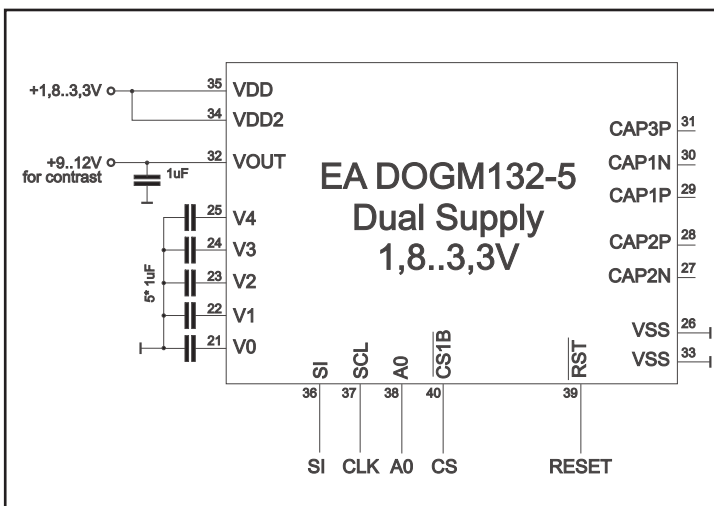 +1,8..3,3V
35 VDD
34 VDD2
+9..12V
for contrast
1uF
32 VOUT
25 V4
24 V3
23 V2
22 V1
21 V0
5* 1uF
EA DOGM132-5
Dual Supply
1,8..3,3V
CAP3P 31
CAP1N 30
CAP1P 29
CAP2P 28
CAP2N 27
VSS 26
VSS 33
SI SCL A0 CS1B RST
36 37 38 40 39
SI CLK A0 CS RESET